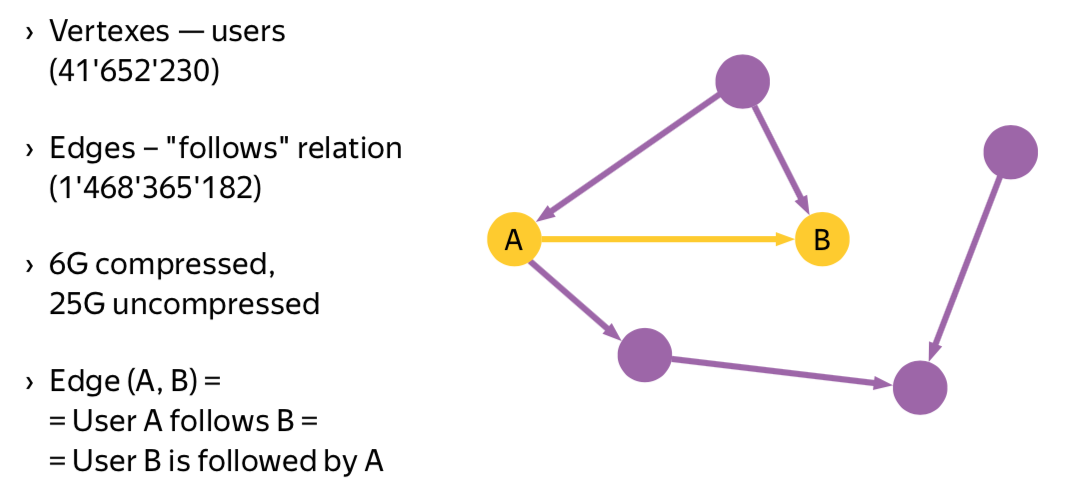 › Vertexes — users
(41'652'230)
› Edges – "follows" relation
(1'468'365'182)
› 6G compressed,
25G uncompressed
› Edge (A, B) =
= User A follows B =
= User B is followed by A
A
B